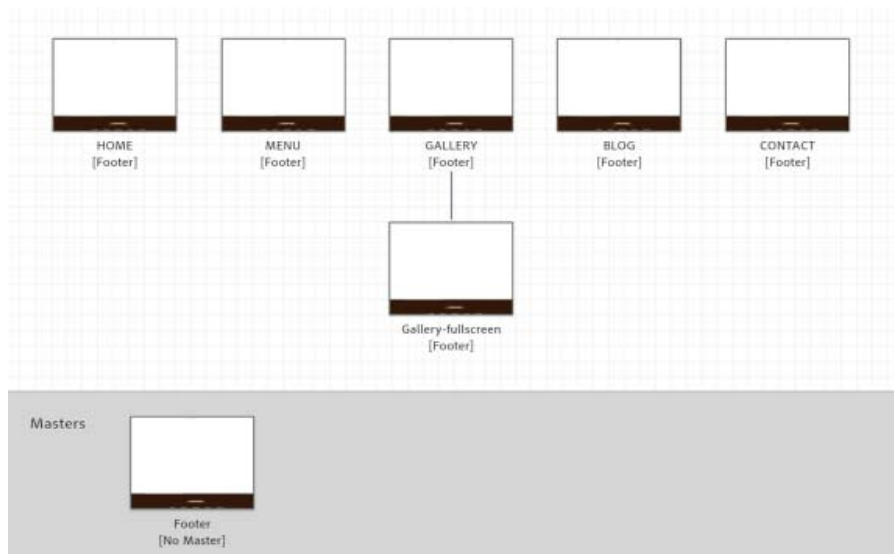 HOME
[Footer]
MENU
[Footer]
GALLERY
[Footer]
BLOG
[Footer]
CONTACT
[Footer]
Gallery-fullscreen
[Footer]
Masters
Footer
[No Master]